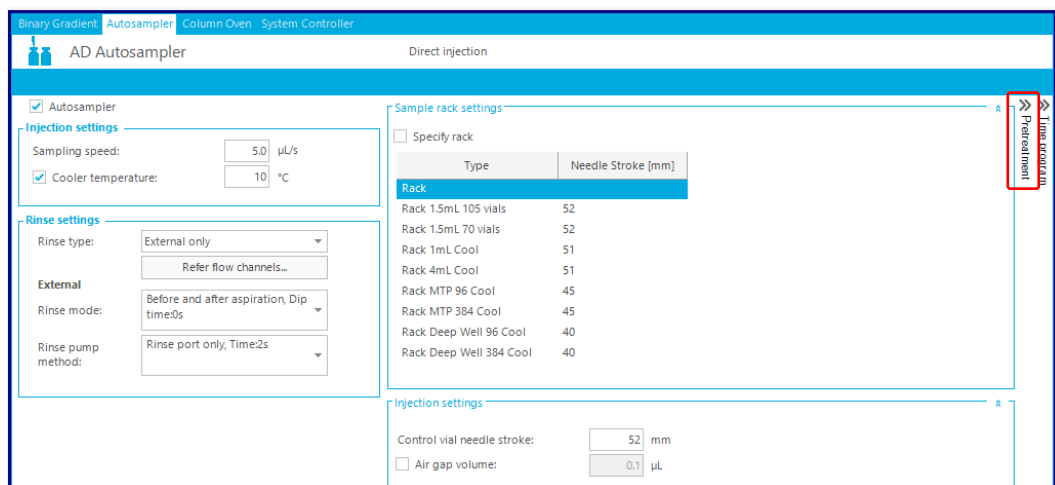 Binary Gradient Autosampler Column Oven System Controller
AD Autosampler Direct injection
Autosampler
Injection settings
Sampling speed: 5.0 µL/s
Cooler temperature: 10 °C
Rinse settings
Rinse type: External only
Refer flow channels...
External
Rinse mode: Before and after aspiration, Dip
time:0s
Rinse pump
method: Rinse port only, Time:2s
Sample rack settings
Specify rack
Type Needle Stroke [mm]
Rack
Rack 1.5mL 105 vials 52
Rack 1.5mL 70 vials 52
Rack 1mL Cool 51
Rack 4mL Cool 51
Rack MTP 96 Cool 45
Rack MTP 384 Cool 45
Rack Deep Well 96 Cool 40
Rack Deep Well 384 Cool 40
Injection settings
Control vial needle stroke: 52 mm
Air gap volume: 0.1 µL
Pretreatment
Time program